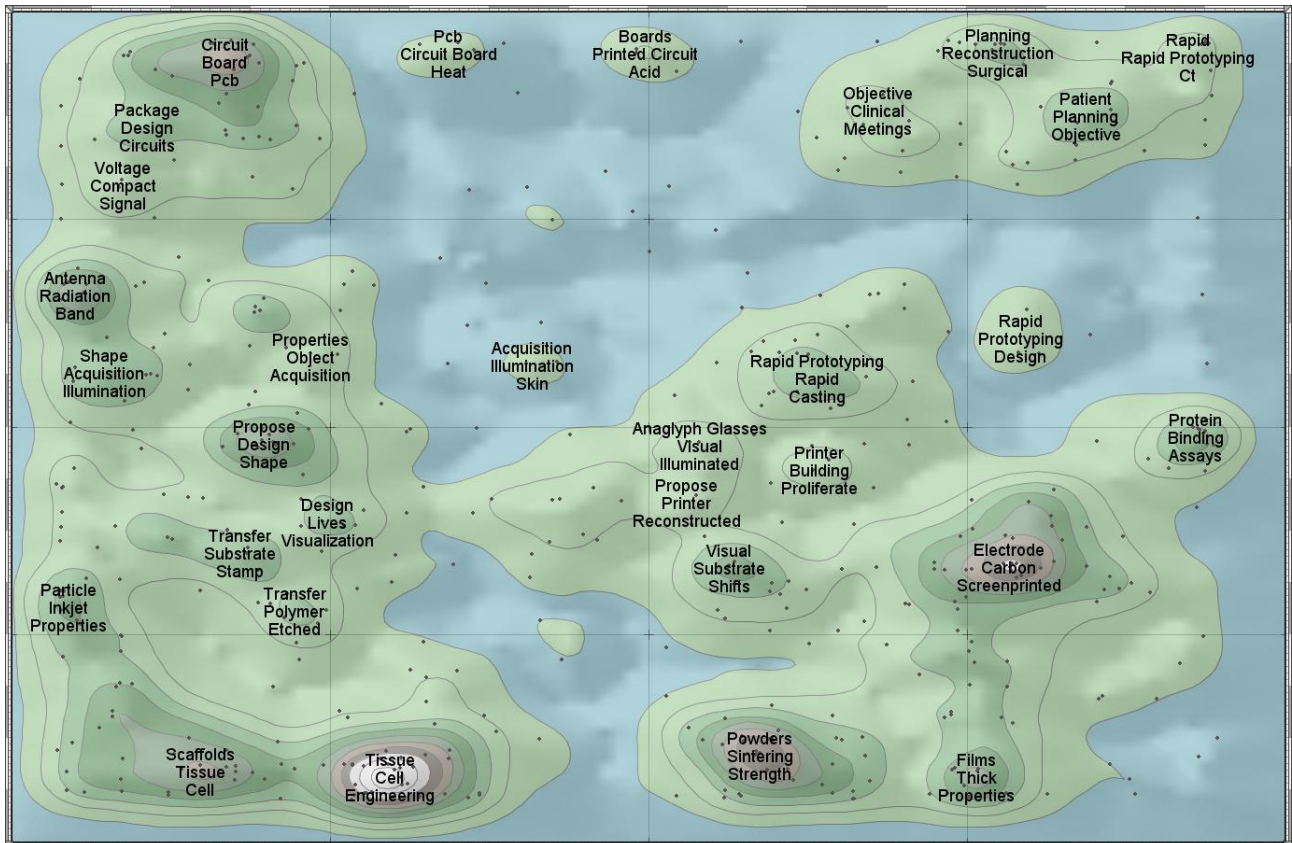 Circuit
Board
Pcb
Pcb
Circuit Board
Heat
Boards
Printed Circuit
Acid
Planning
Reconstruction
Surgical
Rapid
Rapid Prototyping
Ct
Package
Design
Circuits
Objective
Clinical
Meetings
Patient
Planning
Objective
Voltage
Compact
Signal
Antenna
Radiation
Band
Properties
Object
Acquisition
Shape
Acquisition
Illumination
Acquisition
Illumination
Skin
Rapid Prototyping
Rapid
Casting
Rapid
Prototyping
Design
Propose
Design
Shape
Anaglyph Glasses
Visual
Illuminated
Printer
Building
Proliferate
Protein
Binding
Assays
Propose
Printer
Reconstructed
Design
Lives
Visualization
Transfer
Substrate
Stamp
Visual
Substrate
Shifts
Electrode
Carbon
Screenprinted
Particle
Inkjet
Properties
Transfer
Polymer
Etched
Scaffolds
Tissue
Cell
Tissue
Cell
Engineering
Powders
Sintering
Strength
Films
Thick
Properties